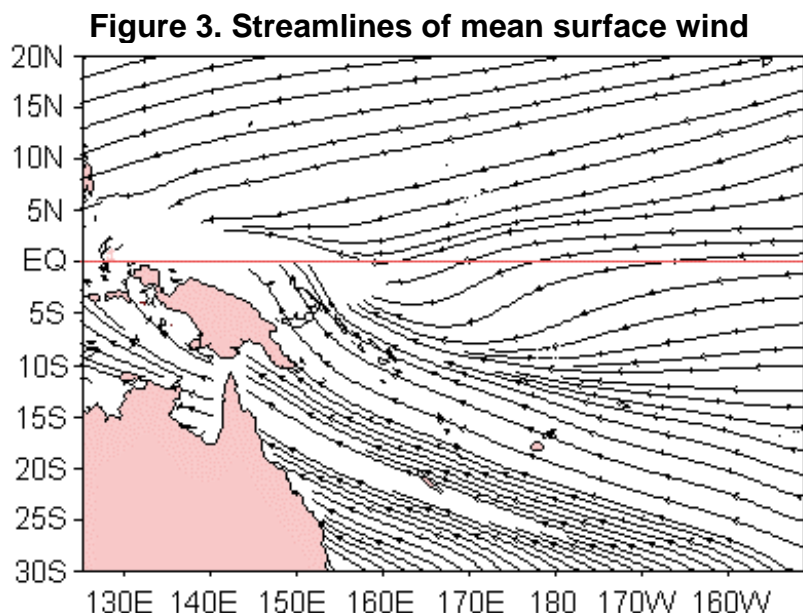 Figure 3. Streamlines of mean surface wind
20N
15N
10N
5N
EQ
5S
10S
15S
20S
25S
30S
130E 140E 150E 160E 170E 180 170W 160W